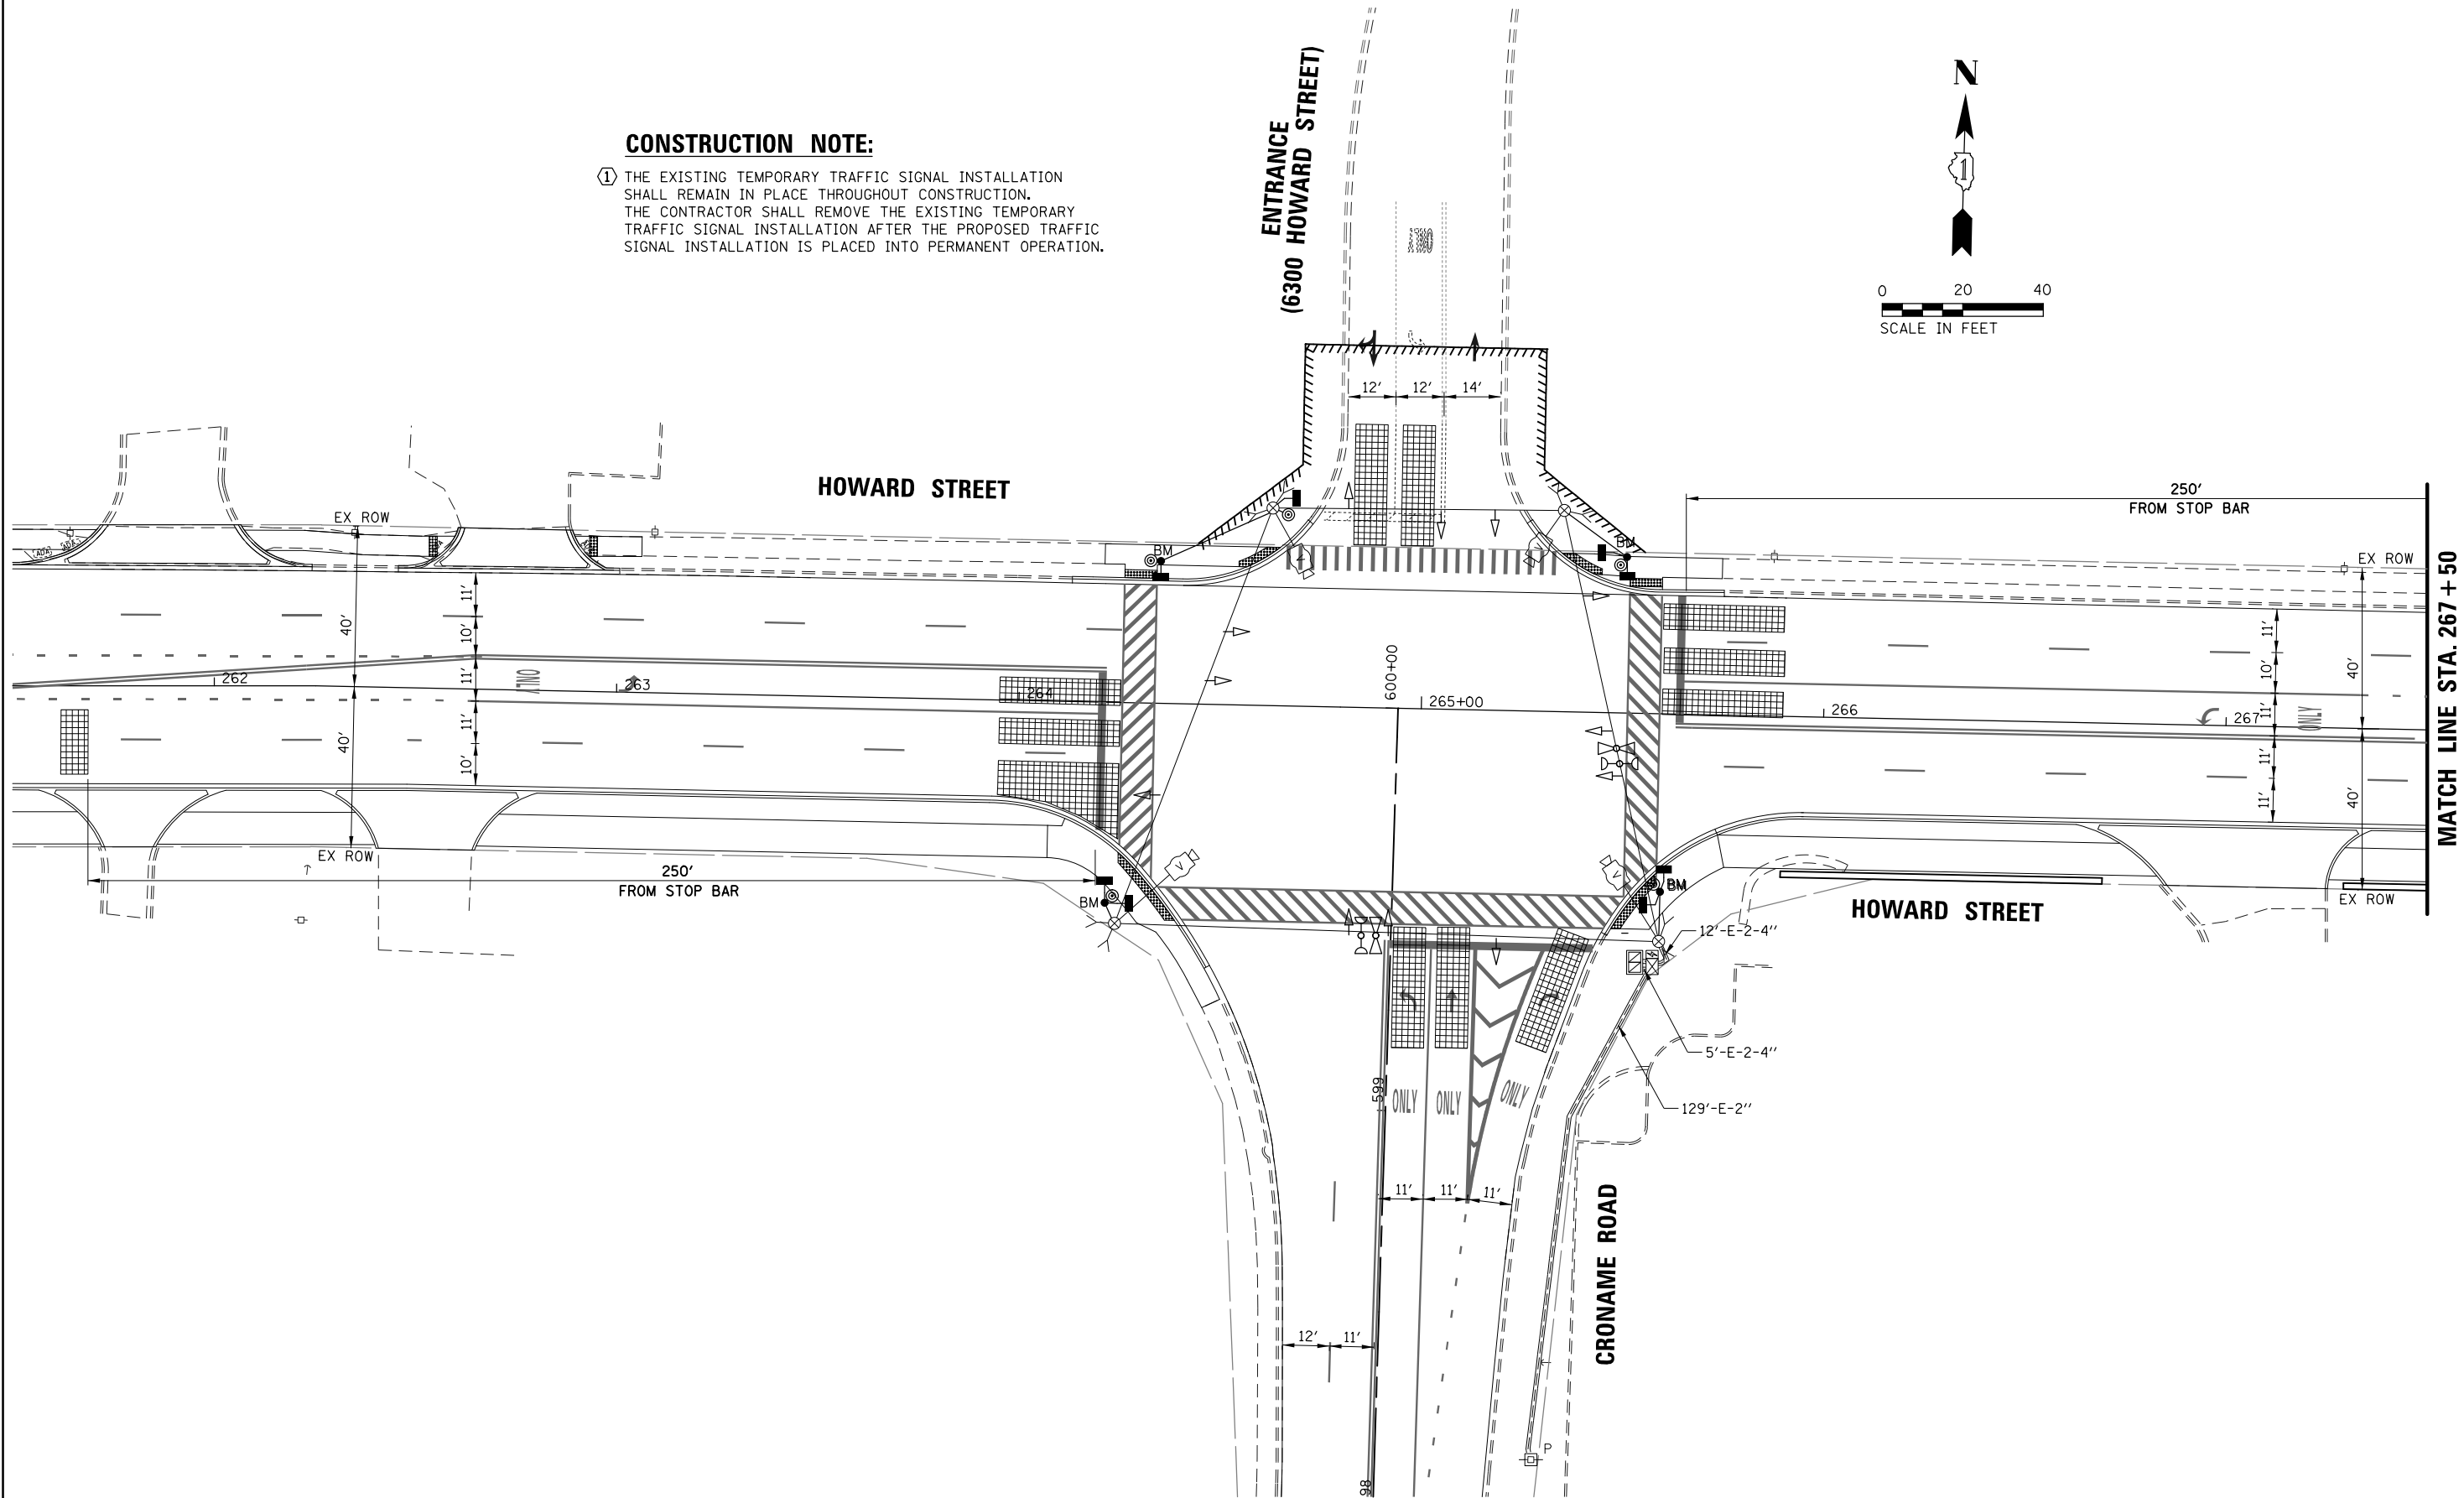 CONSTRUCTION NOTE:
1 THE EXISTING TEMPORARY TRAFFIC SIGNAL INSTALLATION
SHALL REMAIN IN PLACE THROUGHOUT CONSTRUCTION.
THE CONTRACTOR SHALL REMOVE THE EXISTING TEMPORARY
TRAFFIC SIGNAL INSTALLATION AFTER THE PROPOSED TRAFFIC
SIGNAL INSTALLATION IS PLACED INTO PERMANENT OPERATION.
ENTRANCE
(6300 HOWARD STREET)
N
1
0 20 40
SCALE IN FEET
12' 12' 14'
HOWARD STREET
250'
FROM STOP BAR
EX ROW
EX ROW
BM
BM
ADA
ADA
MATCH LINE STA. 267+50
11'
10'
11'
11'
10'
40'
40'
262
263
264
ONLY
600+00
265+00
266
267
ONLY
11'
10'
11'
11'
11'
40'
40'
EX ROW
250'
FROM STOP BAR
V
V
V
V
BM
BM
HOWARD STREET
EX ROW
12'-E-2-4"
5'-E-2-4"
129'-E-2"
599
ONLY
ONLY
ONLY
11' 11' 11'
CRONAME ROAD
12' 11'
P
98